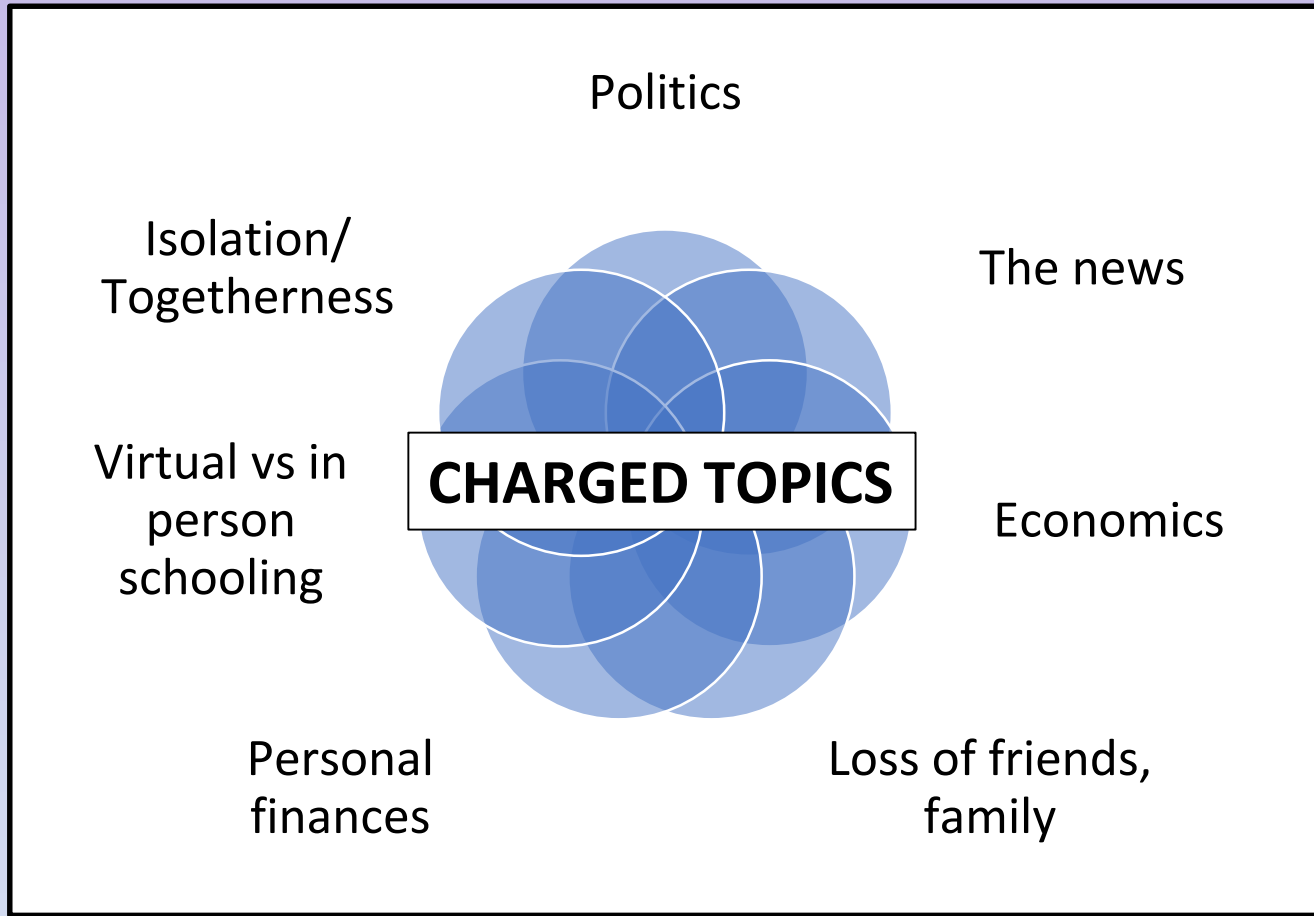 Politics
Isolation/
Togetherness
The news
Virtual vs in
person
schooling
CHARGED TOPICS
Economics
Personal
finances
Loss of friends,
family